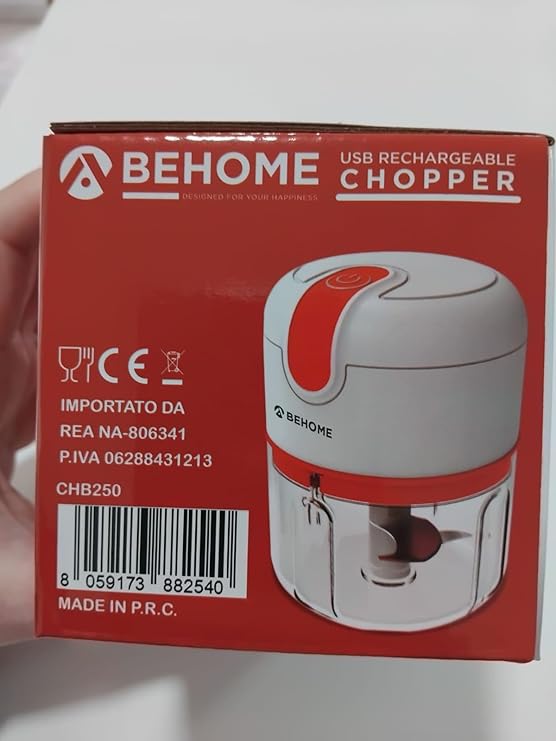 BEHOME
DESIGNED FOR YOUR HAPPINESS
USB RECHARGEABLE
CHOPPER
BEHOME
CE
IMPORTATO DA
REA NA-806341
P.IVA 06288431213
CHB250
8 059173 882540
MADE IN P.R.C.